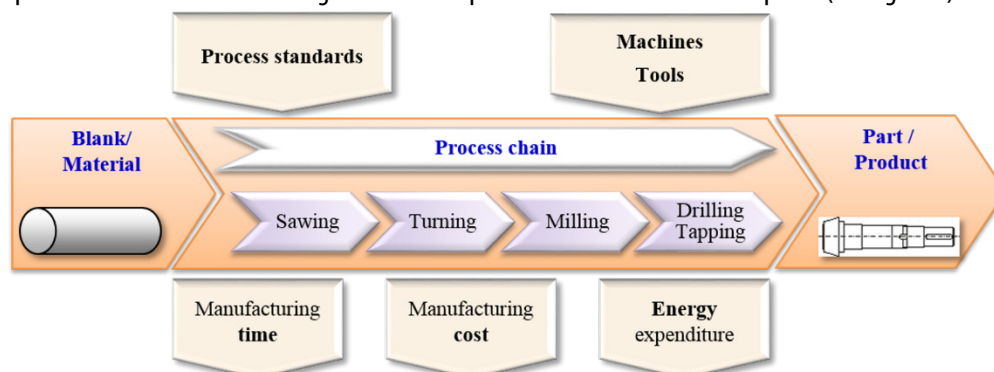 Process standards
Machines
Tools
Blank/
Material
Process chain
Part /
Product
Sawing
Turning
Milling
Drilling
Tapping
Manufacturing
time
Manufacturing
cost
Energy
expenditure